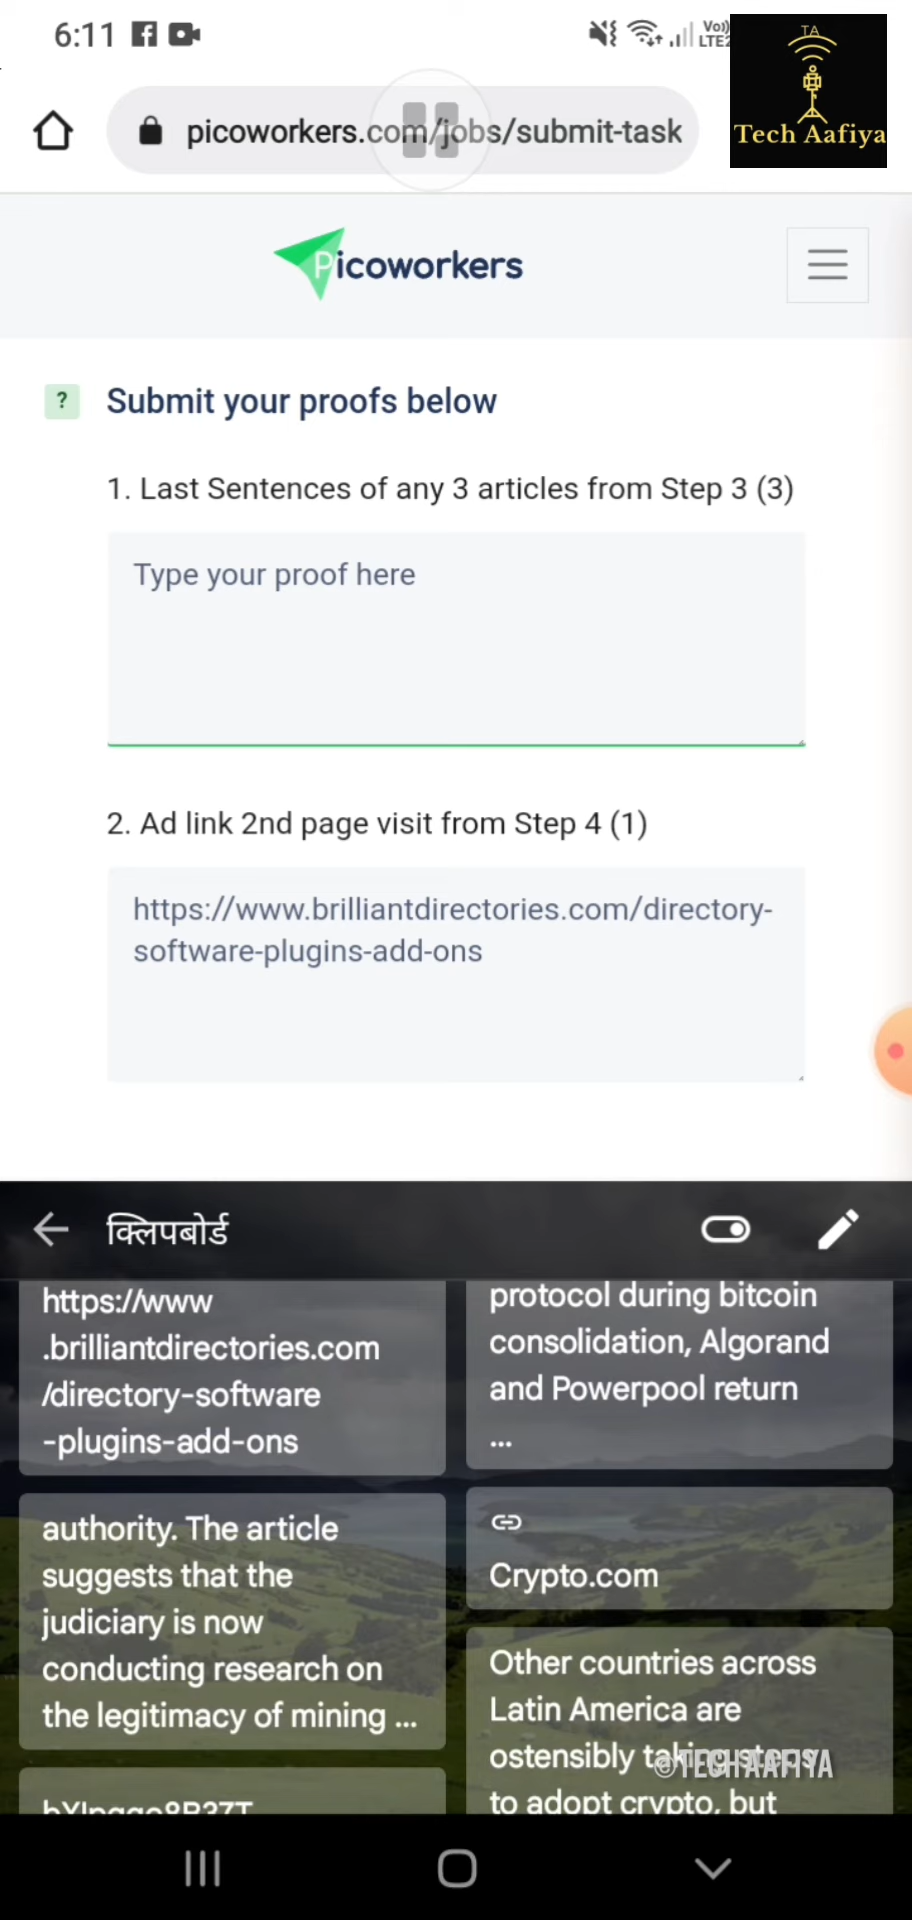 6:11
Vo))
LTE2
TA
Tech Aafiya
picoworkers.com/jobs/submit-task
Picoworkers
? Submit your proofs below
1. Last Sentences of any 3 articles from Step 3 (3)
Type your proof here
2. Ad link 2nd page visit from Step 4 (1)
https://www.brilliantdirectories.com/directory-
software-plugins-add-ons
क्लिपबोर्ड
https://www
.brilliantdirectories.com
/directory-software
-plugins-add-ons
authority. The article
suggests that the
judiciary is now
conducting research on
the legitimacy of mining ...
protocol during bitcoin
consolidation, Algorand
and Powerpool return
...
Crypto.com
Other countries across
Latin America are
ostensibly taking steps
to adopt crypto, but
@TECHAAFIYA